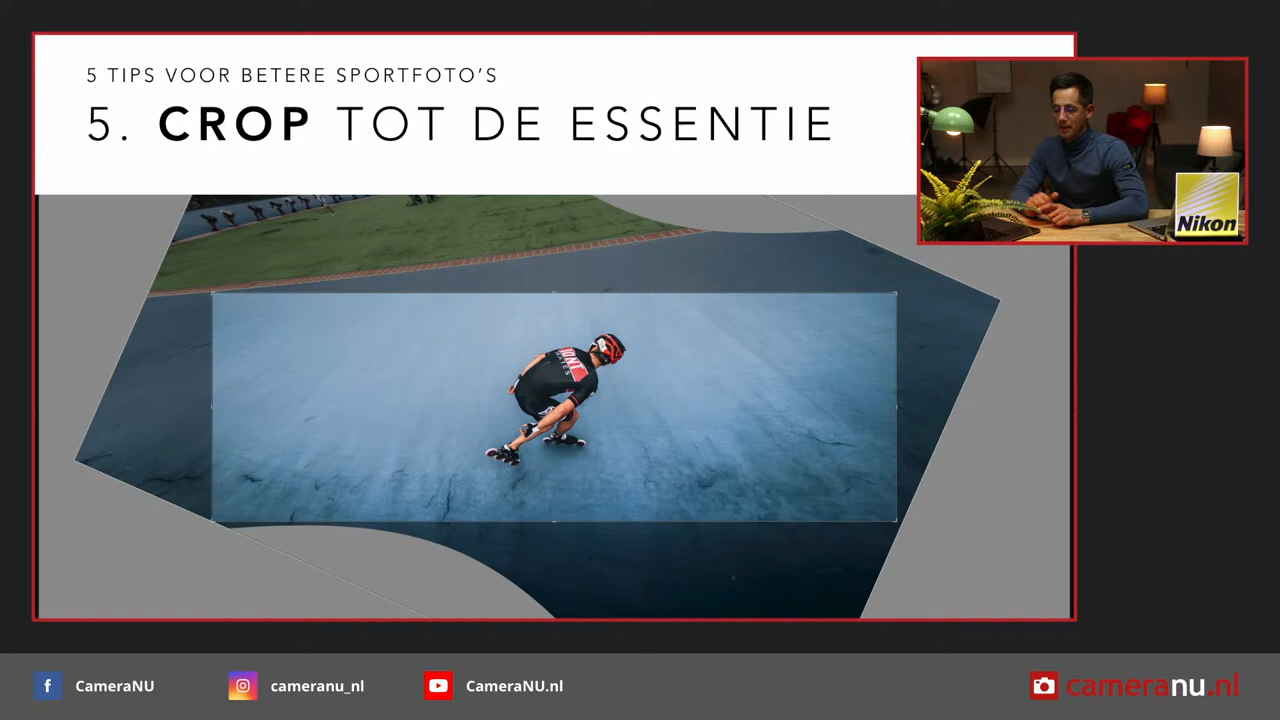 5 TIPS VOOR BETERE SPORTFOTO'S
5. CROP TOT DE ESSENTIE
Nikon
CameraNU
cameranu_nl
CameraNU.nl
cameranu.nl